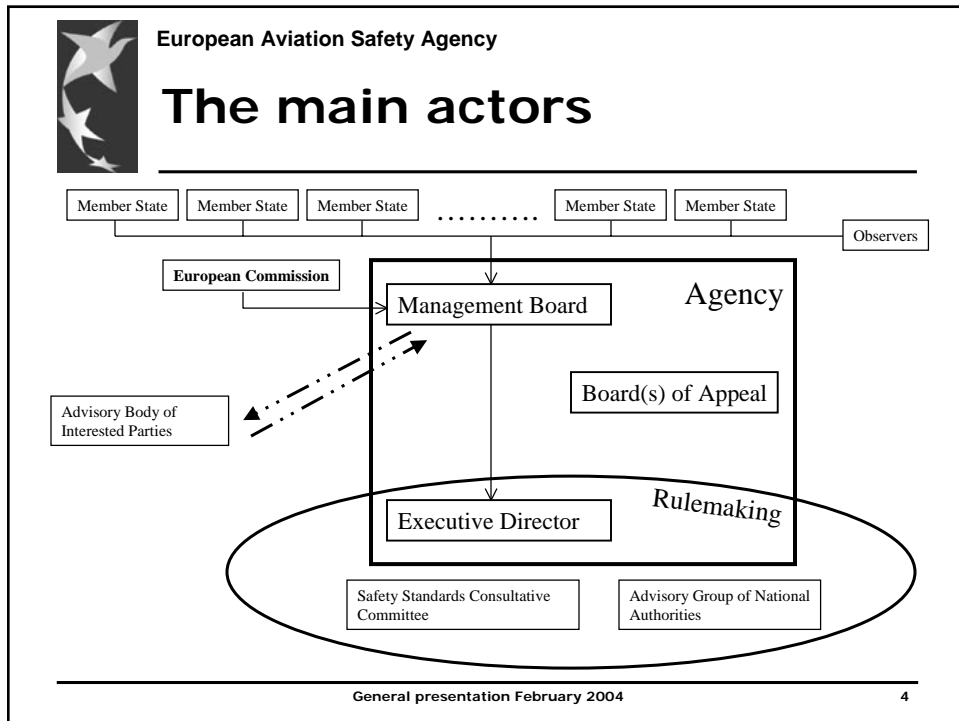 European Aviation Safety Agency
The main actors
Member State
Member State
Member State
..........
Member State
Member State
Observers
European Commission
Management Board
Agency
Board(s) of Appeal
Advisory Body of
Interested Parties
Rulemaking
Executive Director
Safety Standards Consultative
Committee
Advisory Group of National
Authorities
General presentation February 2004
4